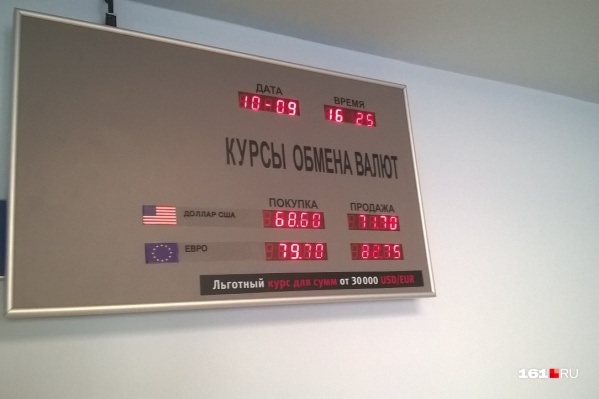 ДАТА ВРЕМЯ
10-09 16 25
КУРСЫ ОБМЕНА ВАЛЮТ
ПОКУПКА ПРОДАЖА
ДОЛЛАР США 68.60 71.70
ЕВРО 79.70 82.75
Льготный курс для сумм от 30000 USD/EUR
161.RU